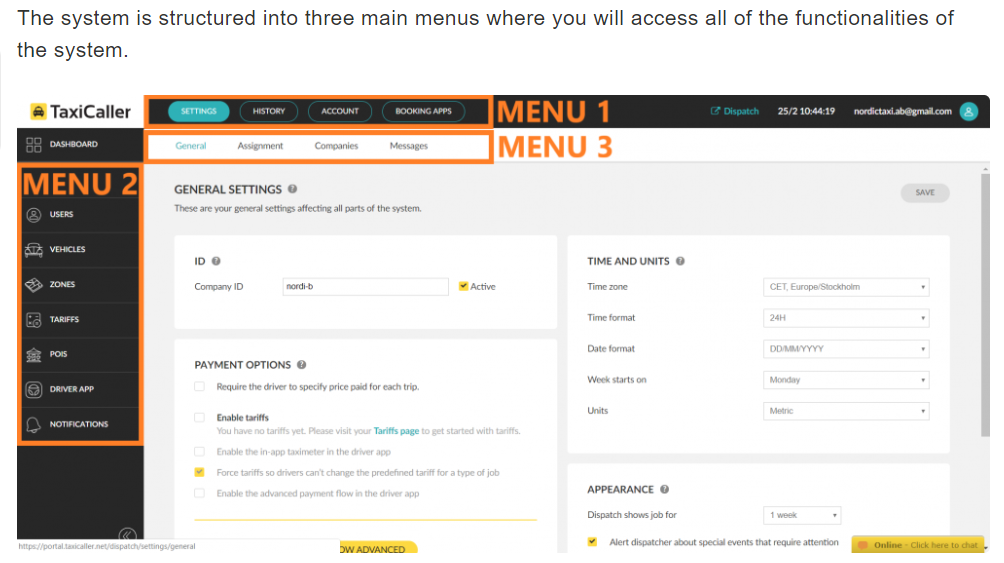 The system is structured into three main menus where you will access all of the functionalities of
the system.
TaxiCaller
SETTINGS HISTORY ACCOUNT BOOKING APPS MENU 1
Dispatch 25/2 10:44:19 nordictaxi.ab@gmail.com
DASHBOARD
General Assignment Companies Messages MENU 3
MENU 2
USERS
VEHICLES
ZONES
TARIFFS
POIS
DRIVER APP
NOTIFICATIONS
GENERAL SETTINGS
SAVE
These are your general settings affecting all parts of the system.
ID
Company ID nordi-b Active
PAYMENT OPTIONS
Require the driver to specify price paid for each trip.
Enable tariffs
You have no tariffs yet. Please visit your Tariffs page to get started with tariffs.
Enable the in-app taximeter in the driver app
Force tariffs so drivers can't change the predefined tariff for a type of job
Enable the advanced payment flow in the driver app
OW ADVANCED
TIME AND UNITS
Time zone CET, Europe/Stockholm
Time format 24H
Date format DD/MM/YYYY
Week starts on Monday
Units Metric
APPEARANCE
Dispatch shows job for 1 week
Alert dispatcher about special events that require attention
Online - Click here to chat
https://portal.taxicaller.net/dispatch/settings/general